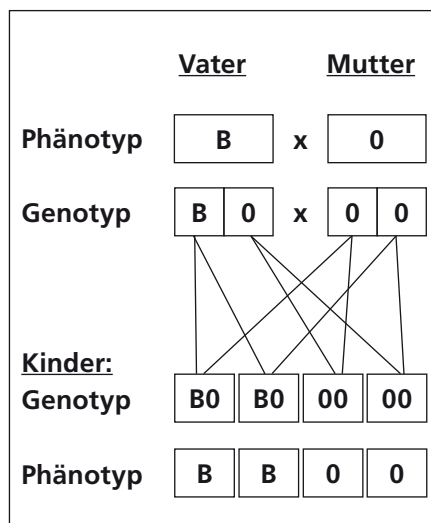 Vater Mutter
Phänotyp B x 0
Genotyp B 0 x 0 0
Kinder:
Genotyp B0 B0 00 00
Phänotyp B B 0 0